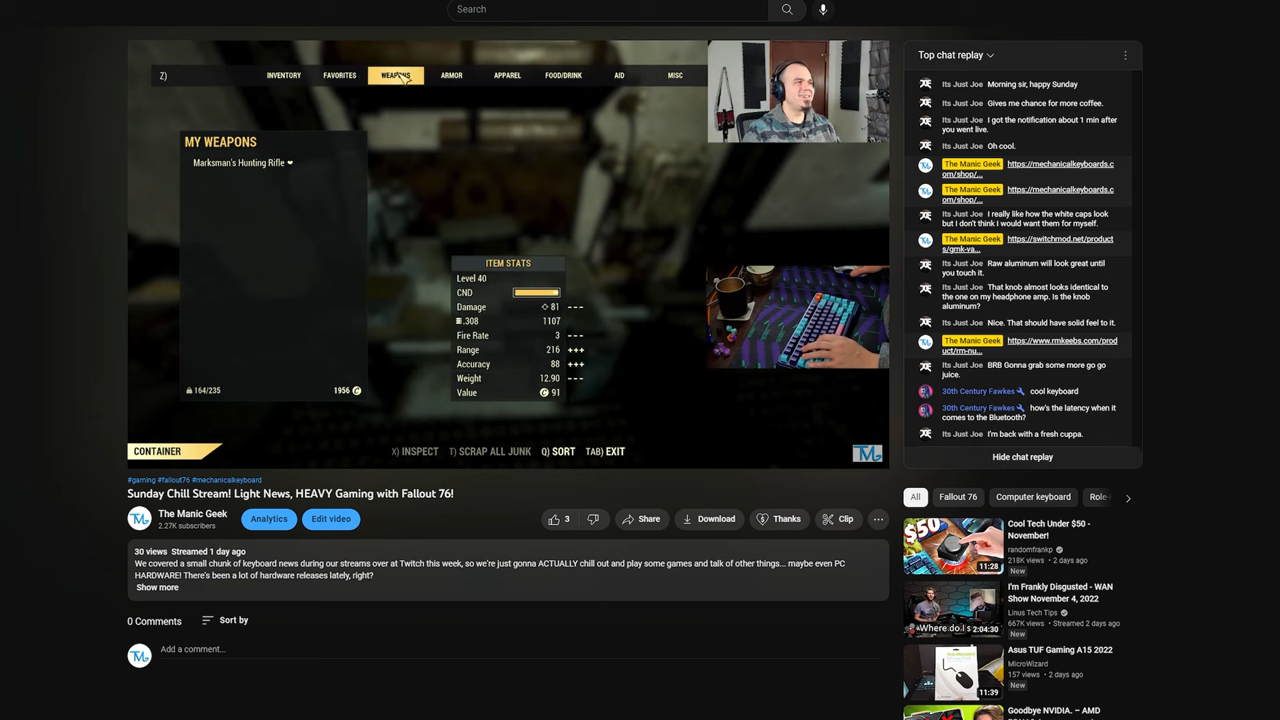 Search
Z)
INVENTORY
FAVORITES
WEAPONS
ARMOR
APPAREL
FOOD/DRINK
AID
MISC
MY WEAPONS
Marksman's Hunting Rifle ❤
164/235
1956
ITEM STATS
Level 40
CND
Damage 81 ---
.308 1107
Fire Rate 3 ---
Range 216 +++
Accuracy 88 +++
Weight 12.90 ---
Value 91
CONTAINER
X) INSPECT T) SCRAP ALL JUNK Q) SORT TAB) EXIT
TMG
#gaming #fallout76 #mechanicalkeyboard
Sunday Chill Stream! Light News, HEAVY Gaming with Fallout 76!
The Manic Geek
2.27K subscribers
Analytics
Edit video
3
Share
Download
Thanks
Clip
30 views Streamed 1 day ago
We covered a small chunk of keyboard news during our streams over at Twitch this week, so we're just gonna ACTUALLY chill out and play some games and talk of other things... maybe even PC
HARDWARE! There's been a lot of hardware releases lately, right?
Show more
0 Comments
Sort by
Add a comment...
Top chat replay
Its Just Joe Morning sir, happy Sunday
Its Just Joe Gives me chance for more coffee.
Its Just Joe I got the notification about 1 min after
you went live.
Its Just Joe Oh cool.
The Manic Geek https://mechanicalkeyboards.c
om/shop/...
The Manic Geek https://mechanicalkeyboards.c
om/shop/...
Its Just Joe I really like how the white caps look
but I don't think I would want them for myself.
The Manic Geek https://switchmod.net/product
s/gmk-va...
Its Just Joe Raw aluminum will look great until
you touch it.
Its Just Joe That knob almost looks identical to
the one on my headphone amp. Is the knob
aluminum?
Its Just Joe Nice. That should have solid feel to it.
The Manic Geek https://www.rmkeebs.com/prod
uct/rm-nu...
Its Just Joe BRB Gonna grab some more go go
juice.
30th Century Fawkes cool keyboard
30th Century Fawkes how's the latency when it
comes to the Bluetooth?
Its Just Joe I'm back with a fresh cuppa.
Hide chat replay
All
Fallout 76
Computer keyboard
Role-
$50
11:28
Cool Tech Under $50 -
November!
randomfrankp
218K views • 2 days ago
New
Where do I s
2:04:30
I'm Frankly Disgusted - WAN
Show November 4, 2022
Linus Tech Tips
667K views • Streamed 2 days ago
New
11:39
Asus TUF Gaming A15 2022
MicroWizard
157 views • 2 days ago
New
Goodbye NVIDIA. – AMD